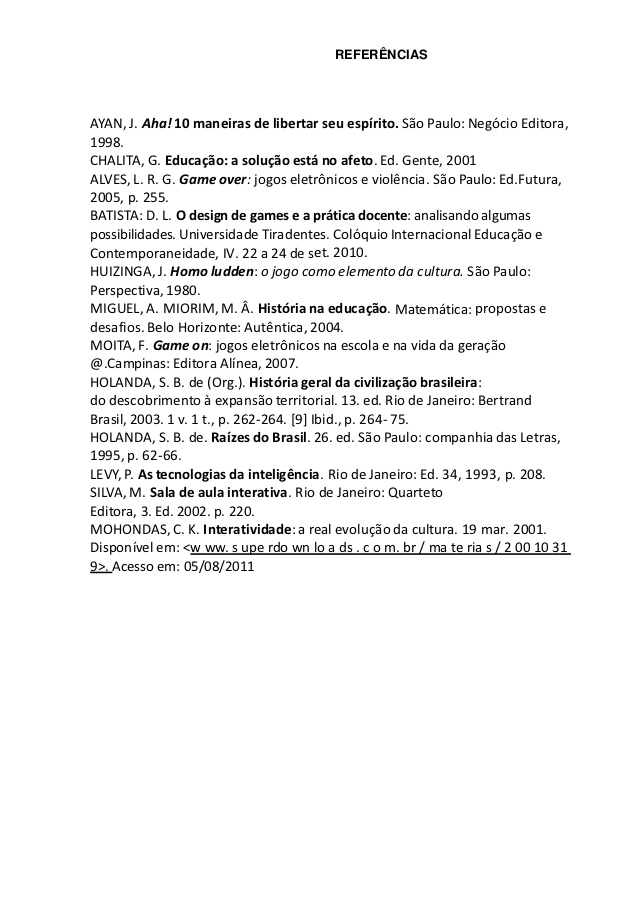 REFERÊNCIAS
AYAN, J. Aha! 10 maneiras de libertar seu espírito. São Paulo: Negócio Editora,
1998.
CHALITA, G. Educação: a solução está no afeto. Ed. Gente, 2001
ALVES, L. R. G. Game over: jogos eletrônicos e violência. São Paulo: Ed.Futura,
2005, p. 255.
BATISTA: D. L. O design de games e a prática docente: analisando algumas
possibilidades. Universidade Tiradentes. Colóquio Internacional Educação e
Contemporaneidade, IV. 22 a 24 de set. 2010.
HUIZINGA, J. Homo ludden: o jogo como elemento da cultura. São Paulo:
Perspectiva, 1980.
MIGUEL, A. MIORIM, M. Â. História na educação. Matemática: propostas e
desafios. Belo Horizonte: Autêntica, 2004.
MOITA, F. Game on: jogos eletrônicos na escola e na vida da geração
@.Campinas: Editora Alínea, 2007.
HOLANDA, S. B. de (Org.). História geral da civilização brasileira:
do descobrimento à expansão territorial. 13. ed. Rio de Janeiro: Bertrand
Brasil, 2003. 1 v. 1 t., p. 262-264. [9] Ibid., p. 264- 75.
HOLANDA, S. B. de. Raízes do Brasil. 26. ed. São Paulo: companhia das Letras,
1995, p. 62-66.
LEVY, P. As tecnologias da inteligência. Rio de Janeiro: Ed. 34, 1993, p. 208.
SILVA, M. Sala de aula interativa. Rio de Janeiro: Quarteto
Editora, 3. Ed. 2002. p. 220.
MOHONDAS, C. K. Interatividade: a real evolução da cultura. 19 mar. 2001.
Disponível em: <w ww. s upe rdo wn lo a ds . c o m. br / ma te ria s / 2 00 10 31
9>. Acesso em: 05/08/2011